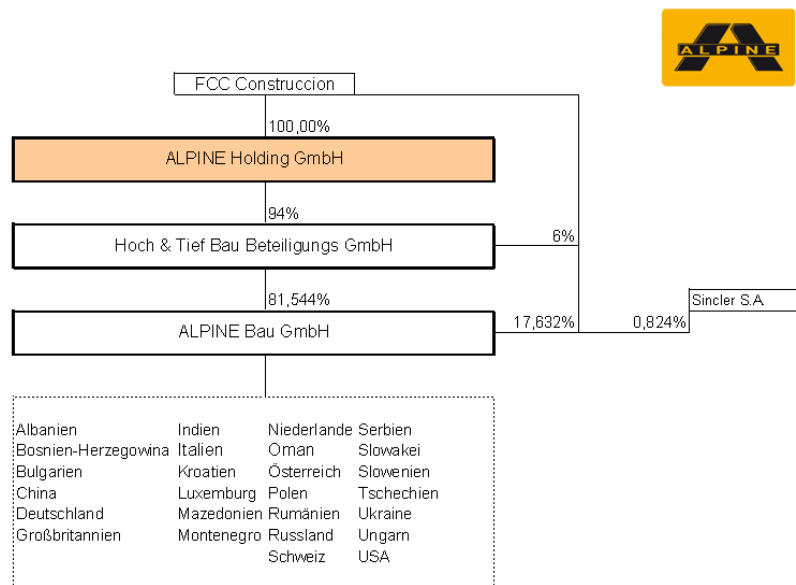 ALPINE
FCC Construccion
100,00%
ALPINE Holding GmbH
94%
Hoch & Tief Bau Beteiligungs GmbH
6%
81,544%
Sincler S.A.
ALPINE Bau GmbH
17,632%
0,824%
Albanien Indien Niederlande Serbien
Bosnien-Herzegowina Italien Oman Slowakei
Bulgarien Kroatien Österreich Slowenien
China Luxemburg Polen Tschechien
Deutschland Mazedonien Rumänien Ukraine
Großbritannien Montenegro Russland Ungarn
Schweiz USA